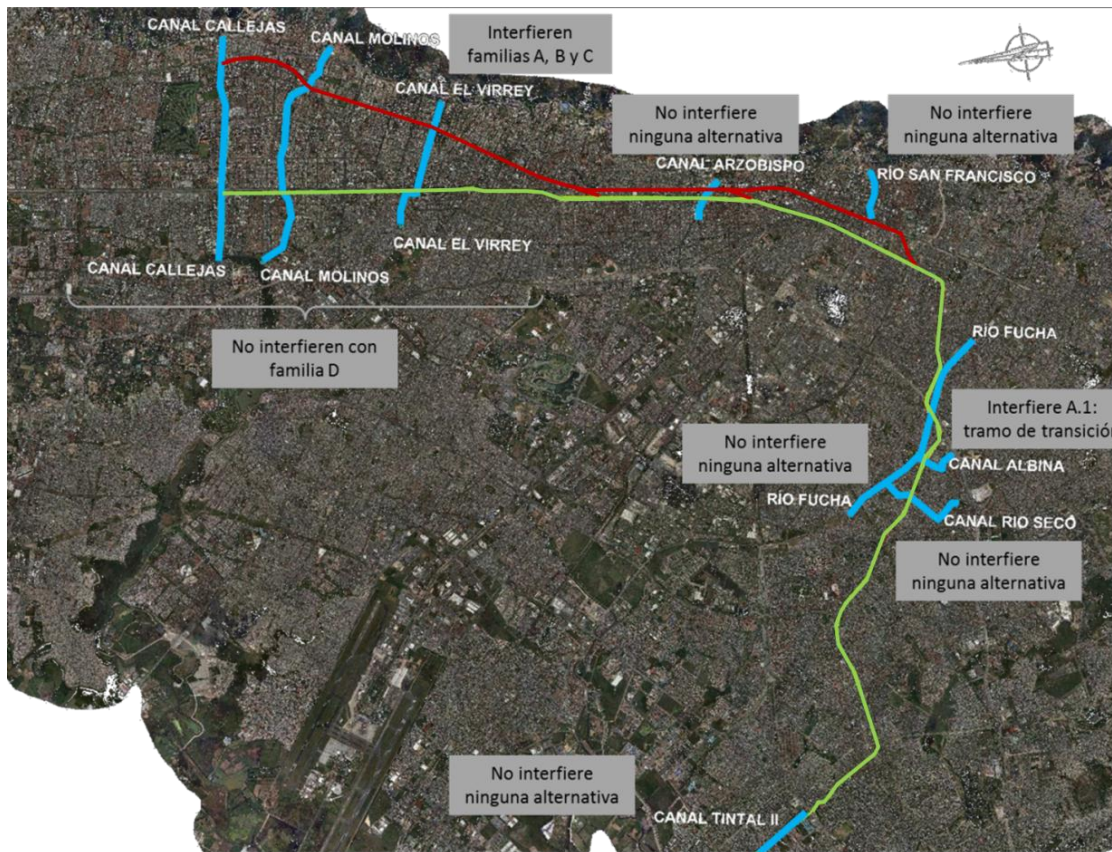 CANAL CALLEJAS
CANAL MOLINOS
Interfieren
familias A, B y C
CANAL EL VIRREY
No interfiere
ninguna alternativa
No interfiere
ninguna alternativa
CANAL ARZOBISPO
RÍO SAN FRANCISCO
CANAL EL VIRREY
CANAL CALLEJAS
CANAL MOLINOS
No interfieren con
familia D
RÍO FUCHA
Interfiere A.1:
tramo de transición
No interfiere
ninguna alternativa
CANAL ALBINA
RÍO FUCHA
CANAL RIO SECO
No interfiere
ninguna alternativa
No interfiere
ninguna alternativa
CANAL TINTAL II